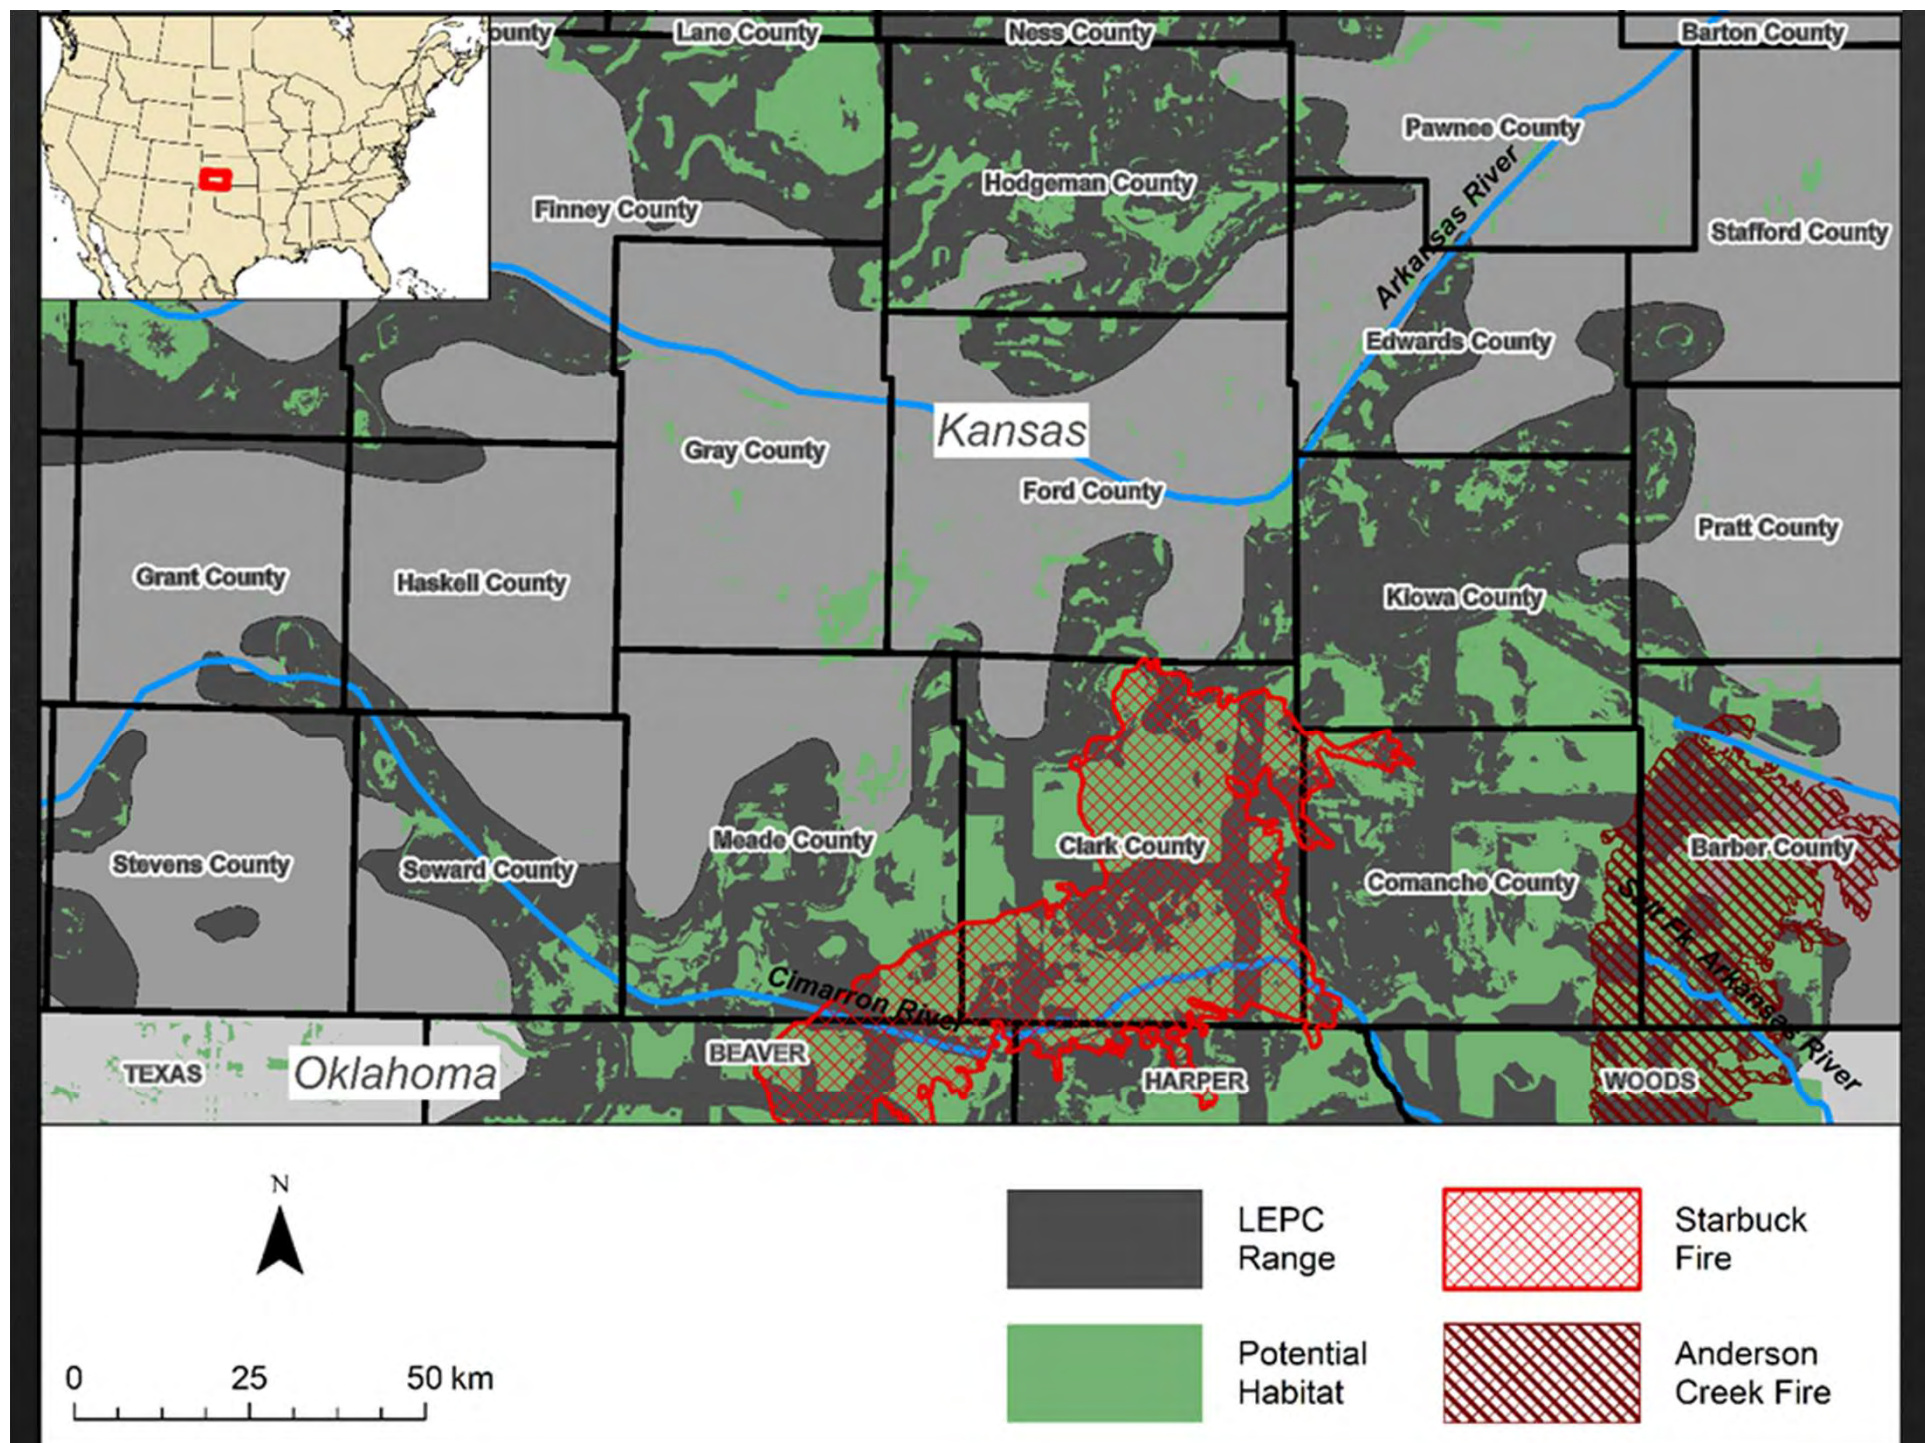 ounty
Lane County
Ness County
Barton County
Pawnee County
Hodgeman County
Finney County
Stafford County
Arkansas River
Edwards County
Kansas
Gray County
Ford County
Pratt County
Grant County
Haskell County
Kiowa County
Meade County
Clark County
Barber County
Stevens County
Seward County
Comanche County
Salt Fk. Arkansas River
Cimarron River
BEAVER
TEXAS
Oklahoma
HARPER
WOODS
N
0 25 50 km
LEPC
Range
Starbuck
Fire
Potential
Habitat
Anderson
Creek Fire